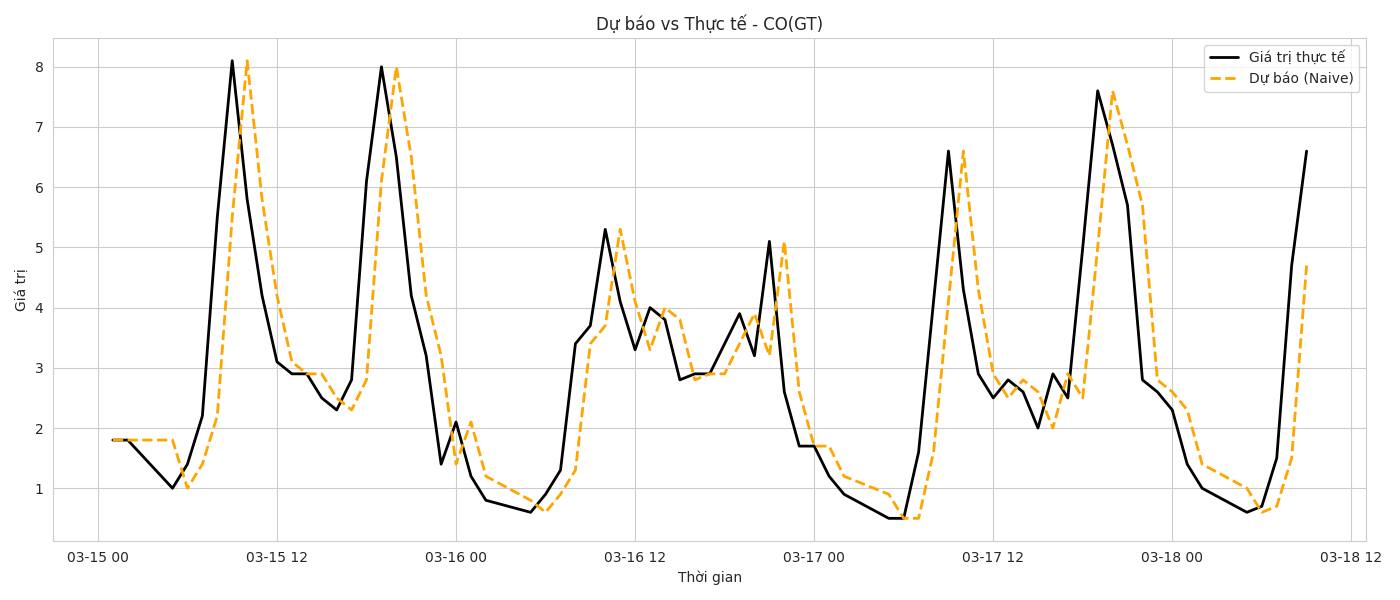 Dự báo vs Thực tế - CO(GT)
Giá trị thực tế
Dự báo (Naive)
Giá trị
8
7
6
5
4
3
2
1
03-15 00 03-15 12 03-16 00 03-16 12 03-17 00 03-17 12 03-18 00 03-18 12
Thời gian